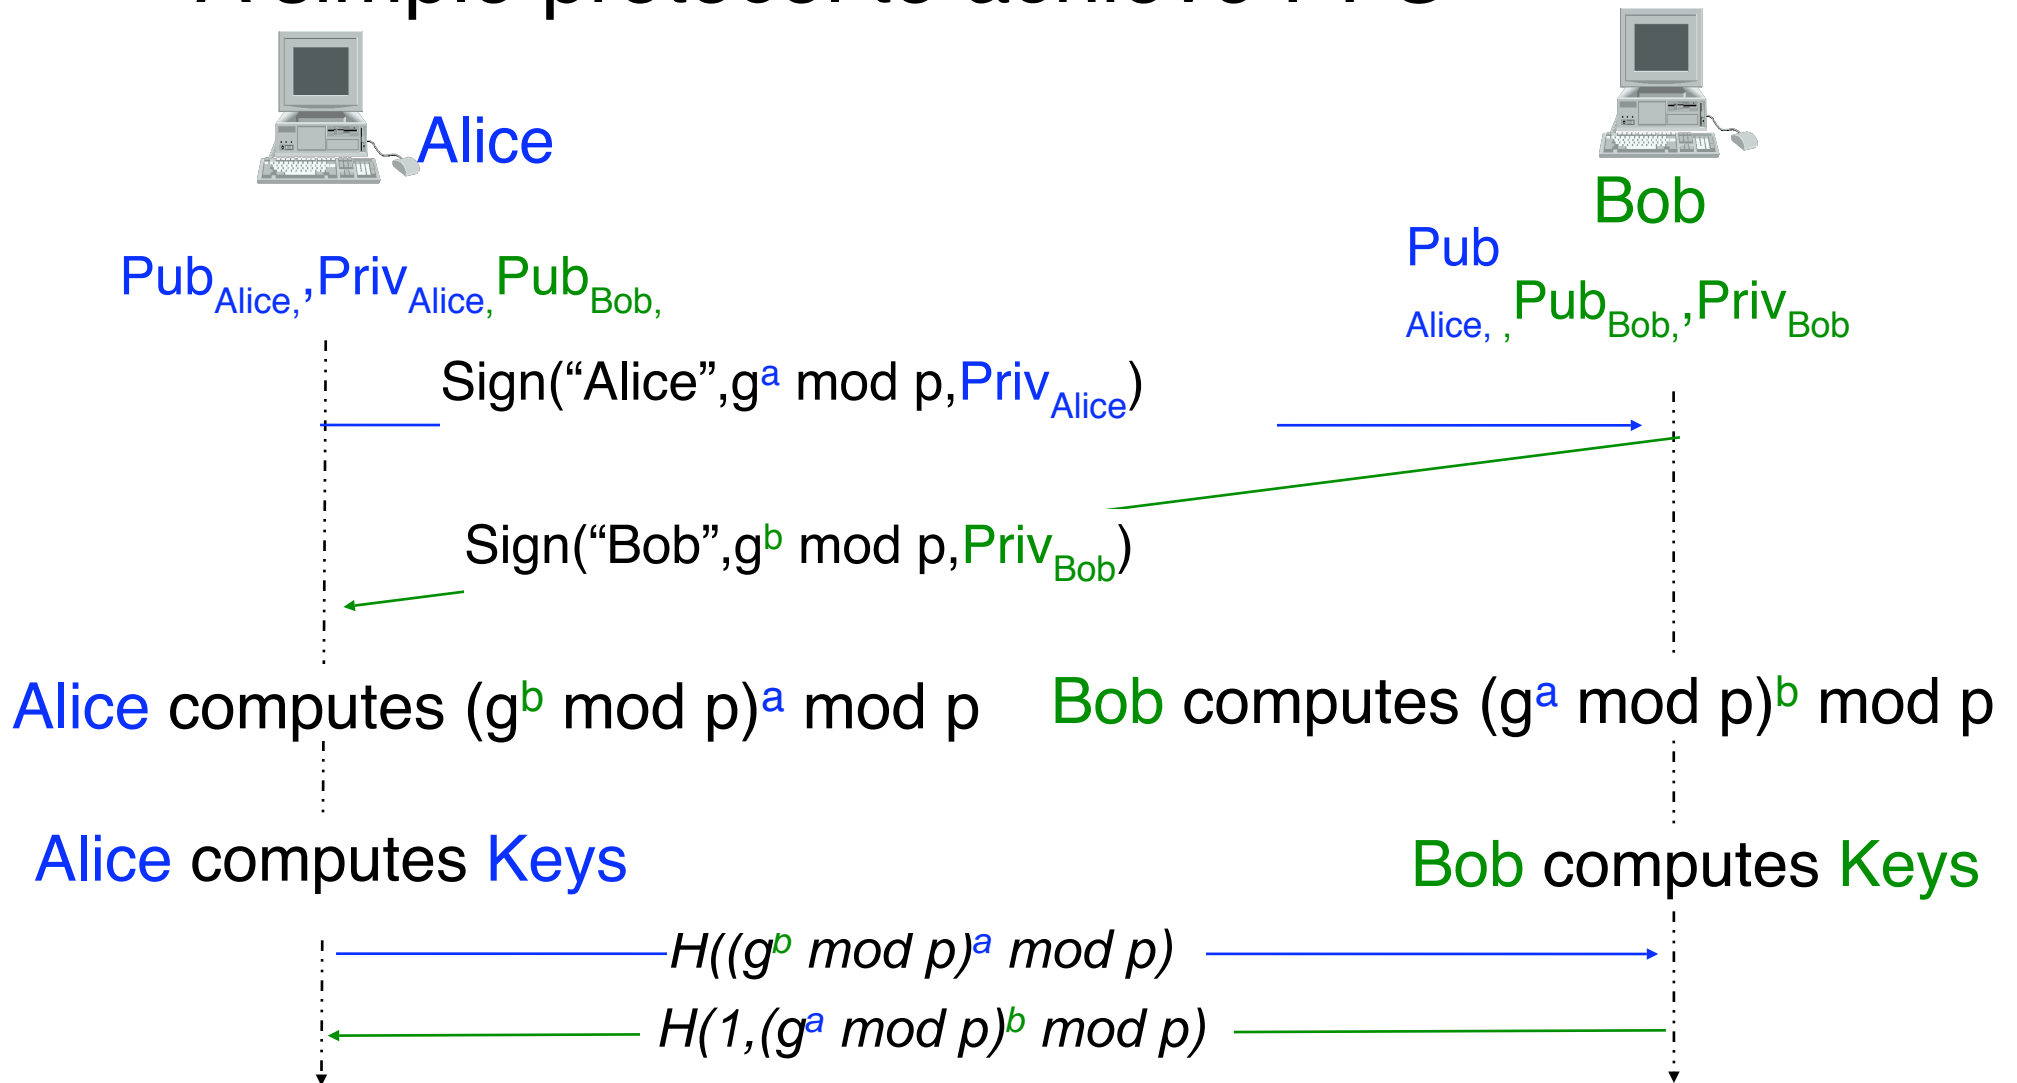 Alice
Bob
Pub_Alice,,Priv_Alice,Pub_Bob,
Pub
Alice, ,Pub_Bob,,Priv_Bob
Sign(“Alice”,g^a mod p,Priv_Alice)
Sign(“Bob”,g^b mod p,Priv_Bob)
Alice computes (g^b mod p)^a mod p
Bob computes (g^a mod p)^b mod p
Alice computes Keys
Bob computes Keys
H((g^b mod p)^a mod p)
H(1,(g^a mod p)^b mod p)